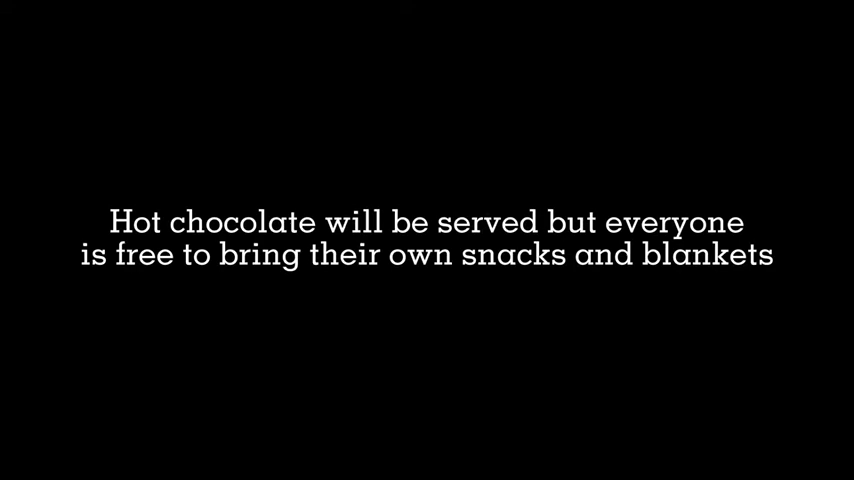 Hot chocolate will be served but everyone
is free to bring their own snacks and blankets